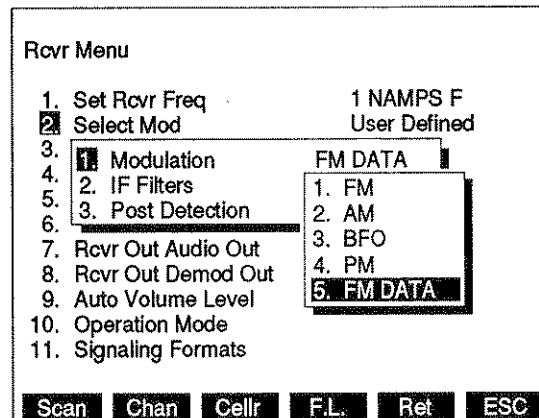 Rcvr Menu
1. Set Rcvr Freq 1 NAMPS F
2. Select Mod User Defined
3. 1. Modulation FM DATA
4. 2. IF Filters 1. FM
5. 3. Post Detection 2. AM
6. 3. BFO
7. Rcvr Out Audio Out 4. PM
8. Rcvr Out Demod Out 5. FM DATA
9. Auto Volume Level
10. Operation Mode
11. Signaling Formats
Scan Chan Cellr F.L. Ret ESC